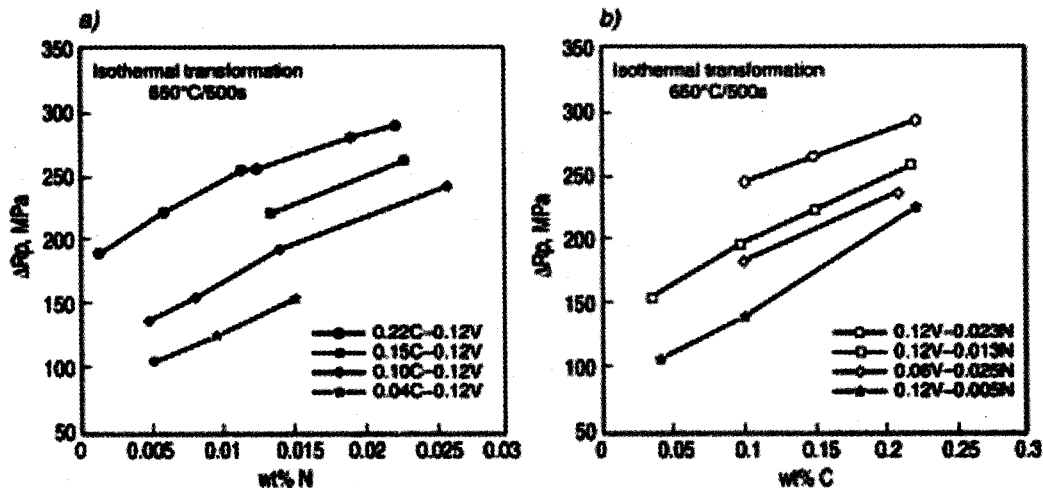 a)
350
300
250
200
150
100
50
ΔRp, MPa
Isothermal transformation
650°C/500s
0.22C–0.12V
0.15C–0.12V
0.10C–0.12V
0.04C–0.12V
0 0.005 0.01 0.015 0.02 0.025 0.03
wt% N
b)
350
300
250
200
150
100
50
ΔRp, MPa
Isothermal transformation
650°C/500s
0.12V–0.023N
0.12V–0.013N
0.06V–0.025N
0.12V–0.005N
0 0.05 0.1 0.15 0.2 0.25 0.3
wt% C